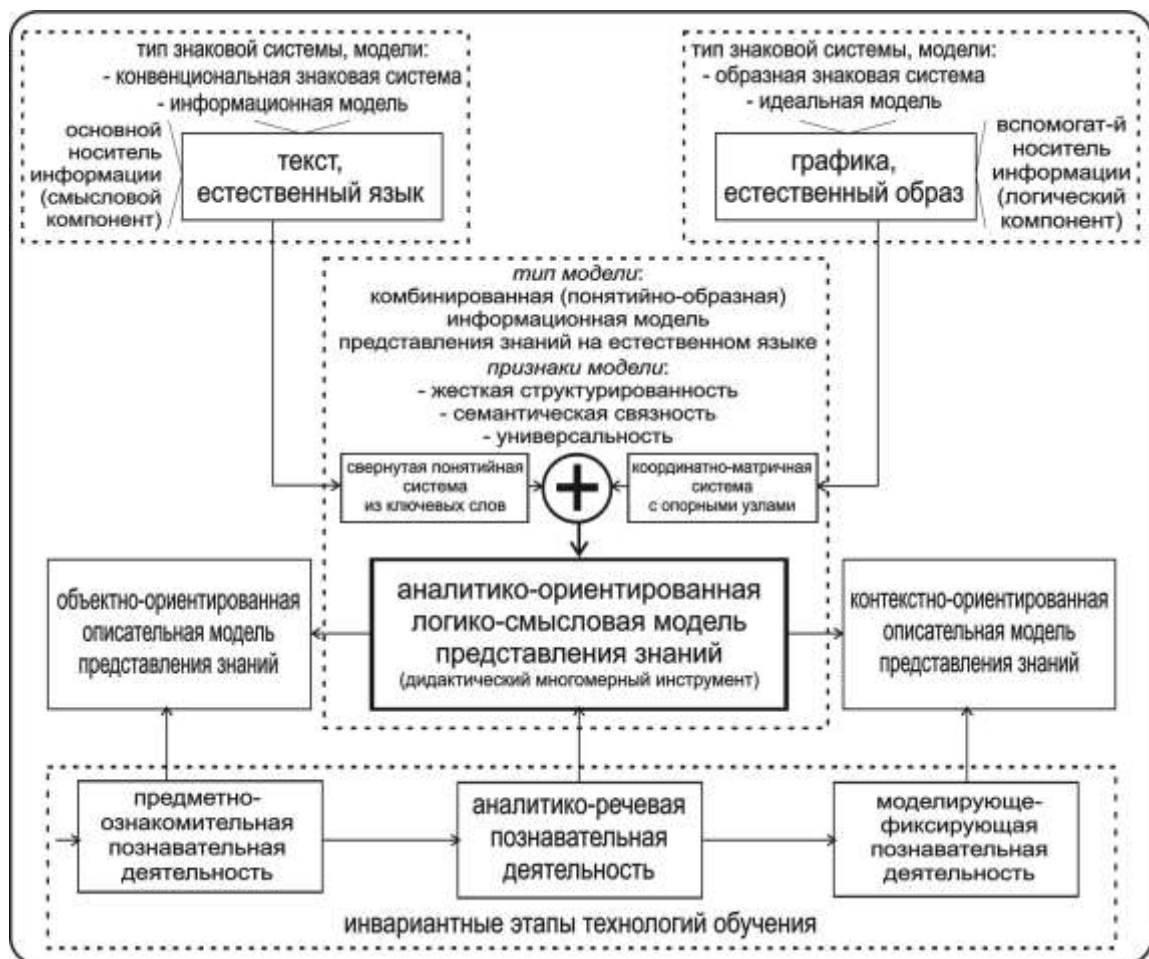 тип знаковой системы, модели:
- конвенциональная знаковая система
- информационная модель
основной
носитель
информации
(смысловой
компонент)
текст,
естественный язык
тип знаковой системы, модели:
- образная знаковая система
- идеальная модель
графика,
естественный образ
вспомогат-й
носитель
информации
(логический
компонент)
тип модели:
комбинированная (понятийно-образная)
информационная модель
представления знаний на естественном языке
признаки модели:
- жесткая структурированность
- семантическая связность
- универсальность
свернутая понятийная
система
из ключевых слов
+
координатно-матричная
система
с опорными узлами
объектно-ориентированная
описательная модель
представления знаний
аналитико-ориентированная
логико-смысловая модель
представления знаний
(дидактический многомерный инструмент)
контекстно-ориентированная
описательная модель
представления знаний
предметно-
ознакомительная
познавательная
деятельность
аналитико-речевая
познавательная
деятельность
моделирующе-
фиксирующая
познавательная
деятельность
инвариантные этапы технологий обучения